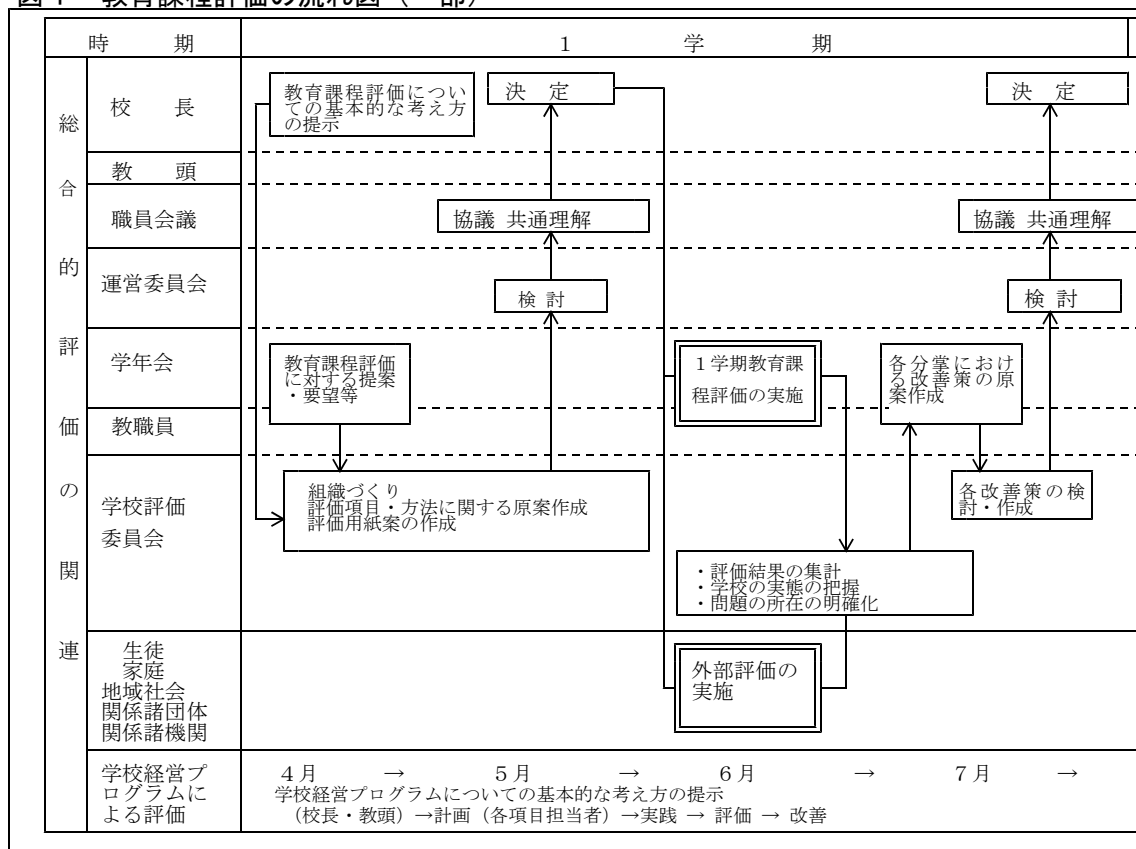 図1 教育課程評価の流れ図（一部）
時 期
1 学 期
総合的評価の関連
校 長
教育課程評価につい
ての基本的な考え方
の提示
決 定
決 定
教 頭
職員会議
協議 共通理解
協議 共通理解
運営委員会
検 討
検 討
学年会
教育課程評価
に対する提案
・要望等
１学期教育課
程評価の実施
各分掌におけ
る改善策の原
案作成
教職員
学校評価
委員会
組織づくり
評価項目・方法に関する原案作成
評価用紙案の作成
各改善策の検
討・作成
・評価結果の集計
・学校の実態の把握
・問題の所在の明確化
生徒
家庭
地域社会
関係諸団体
関係諸機関
外部評価の
実施
学校経営プ
ログラムに
よる評価
４月 → ５月 → ６月 → ７月 →
学校経営プログラムについての基本的な考え方の提示
（校長・教頭）→計画（各項目担当者）→実践 → 評価 → 改善